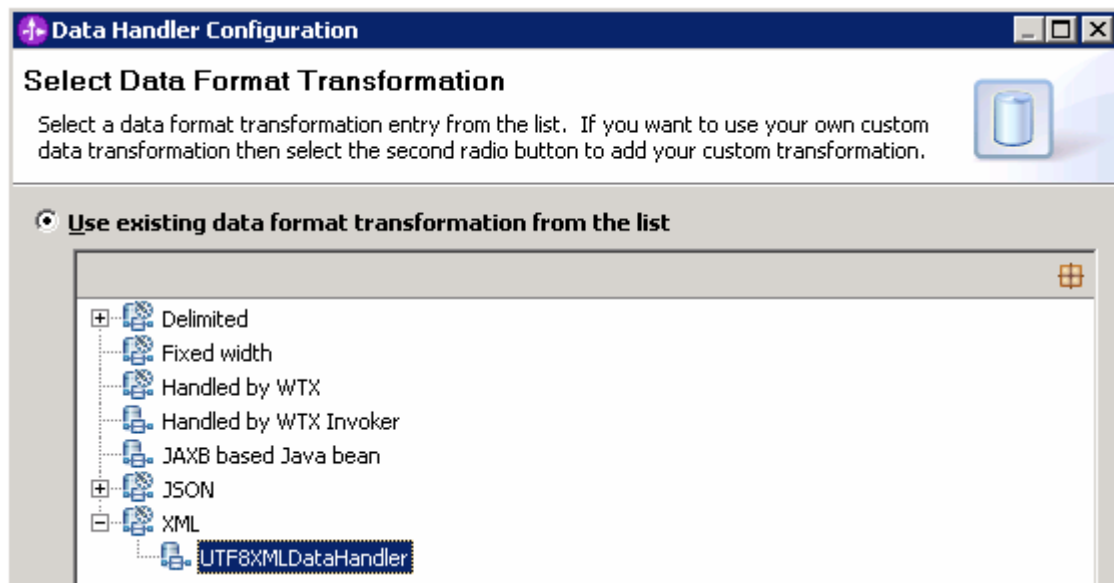 Data Handler Configuration
Select Data Format Transformation
Select a data format transformation entry from the list. If you want to use your own custom
data transformation then select the second radio button to add your custom transformation.
Use existing data format transformation from the list
Delimited
Fixed width
Handled by WTX
Handled by WTX Invoker
JAXB based Java bean
JSON
XML
UTF8XMLDataHandler